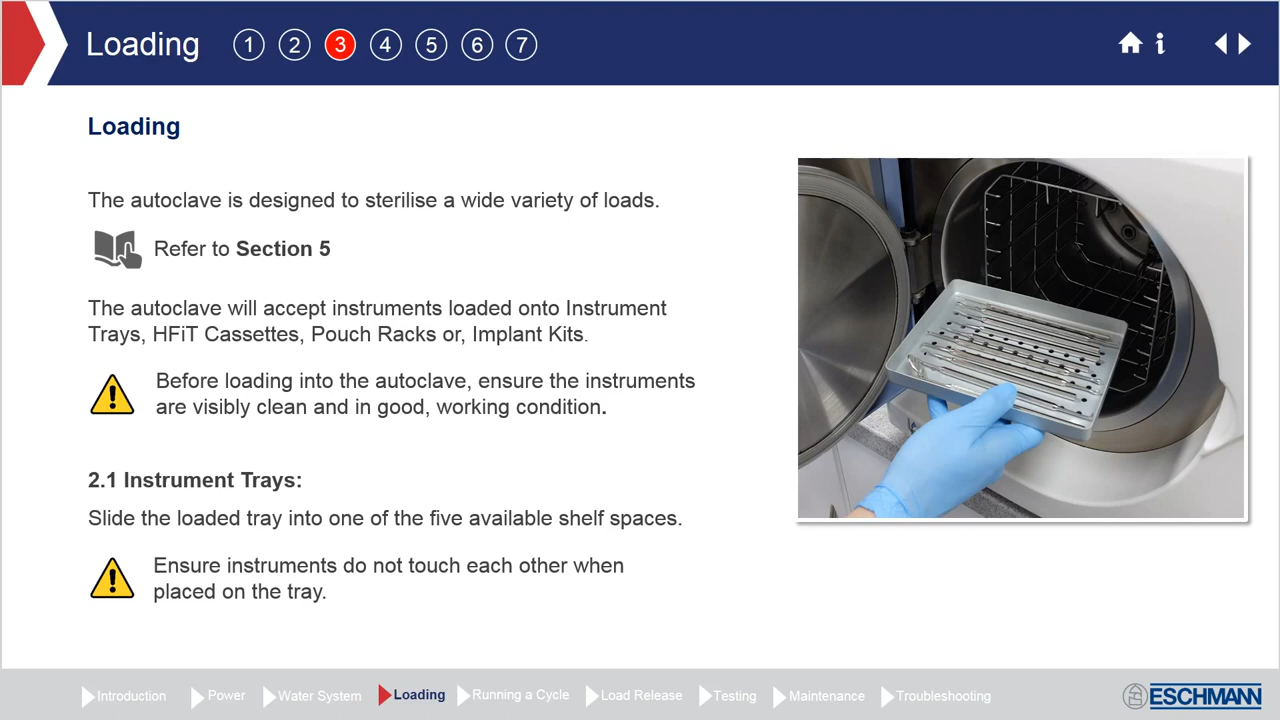 Loading 1 2 3 4 5 6 7
Loading
The autoclave is designed to sterilise a wide variety of loads.
Refer to Section 5
The autoclave will accept instruments loaded onto Instrument
Trays, HFiT Cassettes, Pouch Racks or, Implant Kits.
Before loading into the autoclave, ensure the instruments
are visibly clean and in good, working condition.
2.1 Instrument Trays:
Slide the loaded tray into one of the five available shelf spaces.
Ensure instruments do not touch each other when
placed on the tray.
Introduction Power Water System Loading Running a Cycle Load Release Testing Maintenance Troubleshooting ESCHMANN